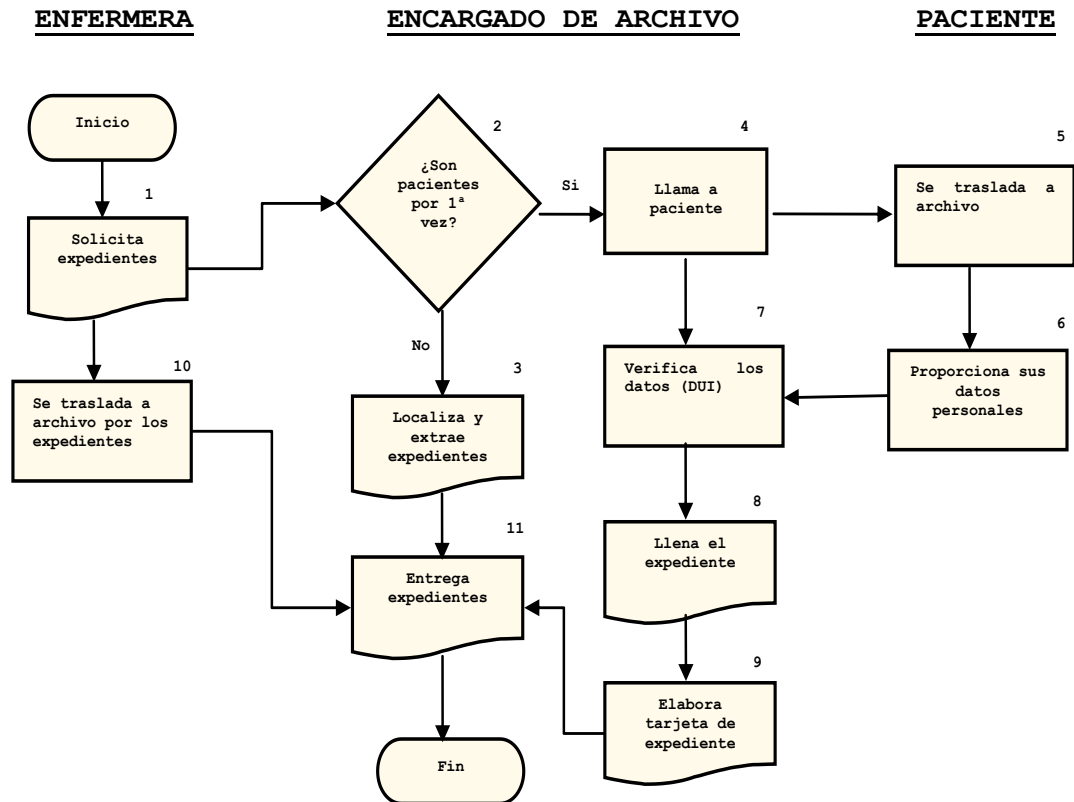 ENFERMERA
ENCARGADO DE ARCHIVO
PACIENTE
Inicio
1
Solicita
expedientes
2
¿Son
pacientes
por 1ª
vez?
Si
No
3
Localiza y
extrae
expedientes
4
Llama a
paciente
5
Se traslada a
archivo
6
Proporciona sus
datos
personales
7
Verifica los
datos (DUI)
8
Llena el
expediente
9
Elabora
tarjeta de
expediente
10
Se traslada a
archivo por los
expedientes
11
Entrega
expedientes
Fin